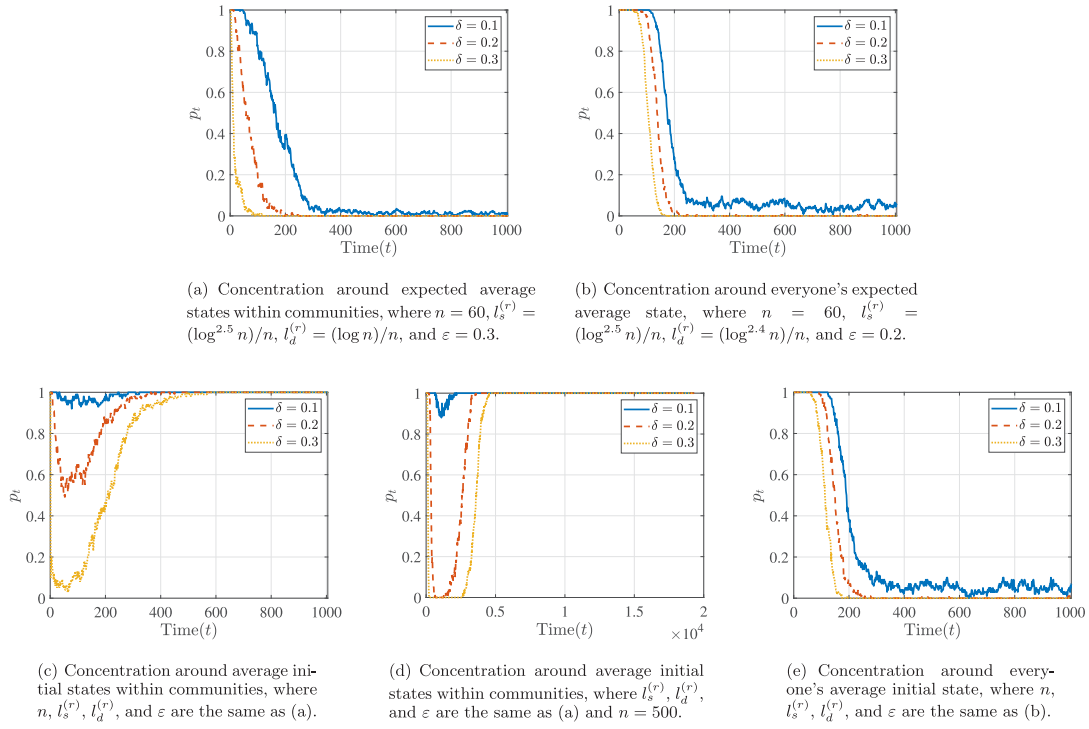 1
0.8
0.6
0.4
0.2
0
p_t
0 200 400 600 800 1000
Time(t)
δ = 0.1
δ = 0.2
δ = 0.3
(a) Concentration around expected average
states within communities, where n = 60, l_s^{(r)} =
(log^{2.5} n)/n, l_d^{(r)} = (log n)/n, and ε = 0.3.
1
0.8
0.6
0.4
0.2
0
p_t
0 200 400 600 800 1000
Time(t)
δ = 0.1
δ = 0.2
δ = 0.3
(b) Concentration around everyone's expected
average state, where n = 60, l_s^{(r)} =
(log^{2.5} n)/n, l_d^{(r)} = (log^{2.4} n)/n, and ε = 0.2.
1
0.8
0.6
0.4
0.2
0
p_t
0 200 400 600 800 1000
Time(t)
δ = 0.1
δ = 0.2
δ = 0.3
(c) Concentration around average ini-
tial states within communities, where
n, l_s^{(r)}, l_d^{(r)}, and ε are the same as (a).
1
0.8
0.6
0.4
0.2
0
p_t
0 0.5 1 1.5 2
Time(t)
×10^4
δ = 0.1
δ = 0.2
δ = 0.3
(d) Concentration around average initial
states within communities, where l_s^{(r)}, l_d^{(r)},
and ε are the same as (a) and n = 500.
1
0.8
0.6
0.4
0.2
0
p_t
0 200 400 600 800 1000
Time(t)
δ = 0.1
δ = 0.2
δ = 0.3
(e) Concentration around every-
one's average initial state, where n,
l_s^{(r)}, l_d^{(r)}, and ε are the same as (b).